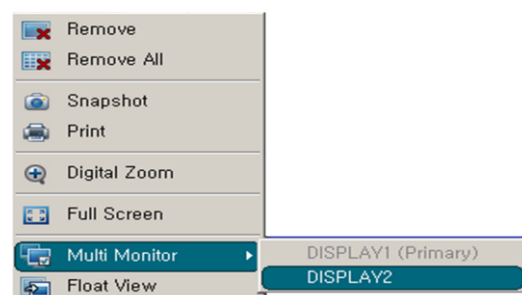 Remove
Remove All
Snapshot
Print
Digital Zoom
Full Screen
Multi Monitor
DISPLAY1 (Primary)
DISPLAY2
Float View